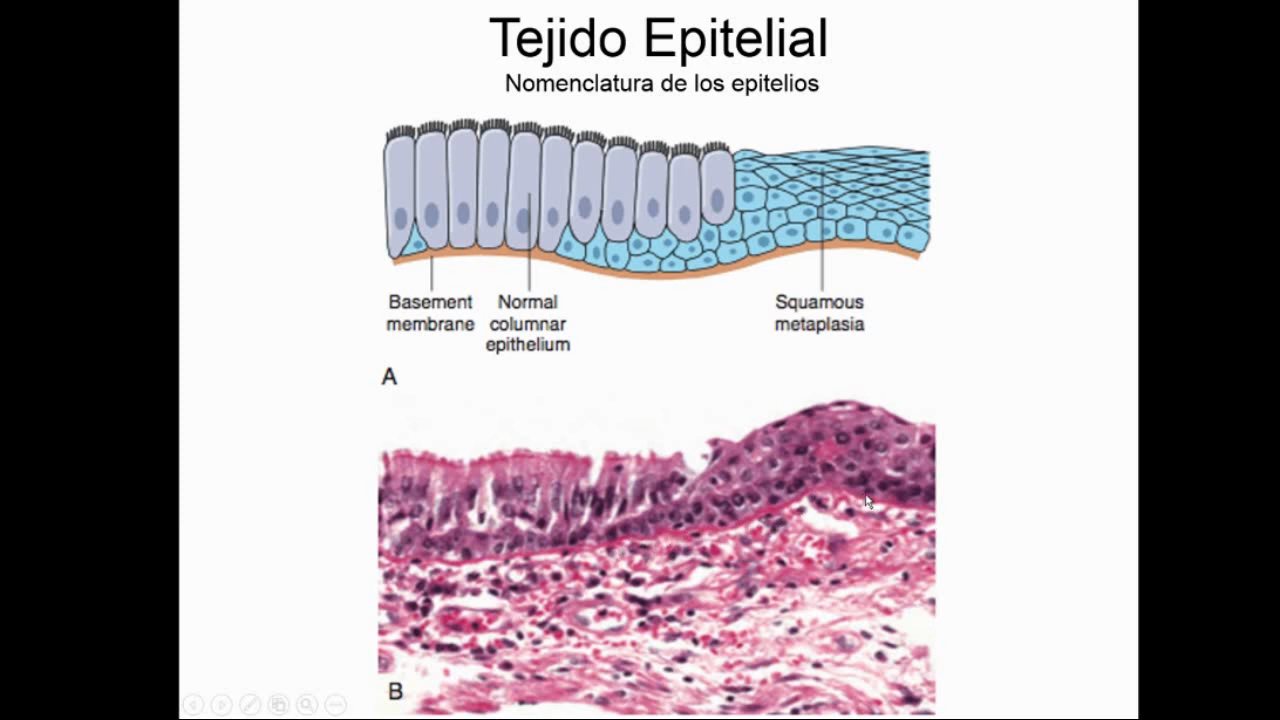 Tejido Epitelial
Nomenclatura de los epitelios
Basement
membrane
Normal
columnar
epithelium
Squamous
metaplasia
A
B